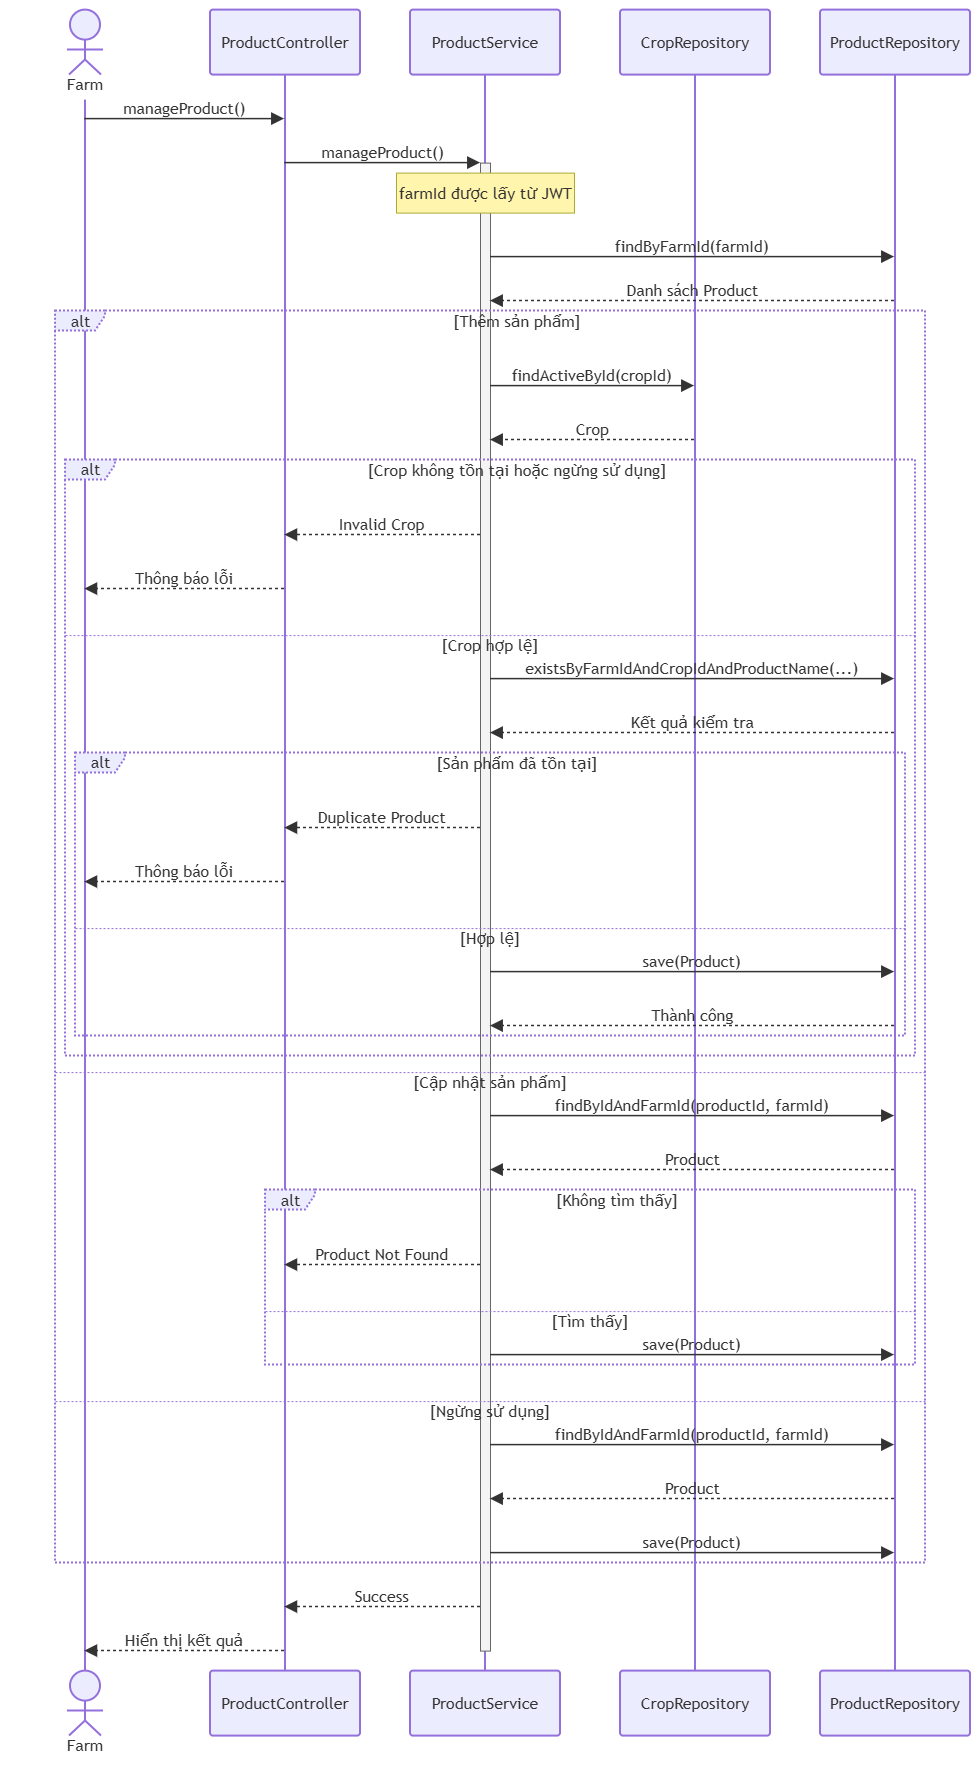 Farm
ProductController
ProductService
CropRepository
ProductRepository
manageProduct()
manageProduct()
farmId được lấy từ JWT
findByFarmId(farmId)
Danh sách Product
alt
[Thêm sản phẩm]
findActiveById(cropId)
Crop
alt
[Crop không tồn tại hoặc ngừng sử dụng]
Invalid Crop
Thông báo lỗi
[Crop hợp lệ]
existsByFarmIdAndCropIdAndProductName(...)
Kết quả kiểm tra
alt
[Sản phẩm đã tồn tại]
Duplicate Product
Thông báo lỗi
[Hợp lệ]
save(Product)
Thành công
[Cập nhật sản phẩm]
findByIdAndFarmId(productId, farmId)
Product
alt
[Không tìm thấy]
Product Not Found
[Tìm thấy]
save(Product)
[Ngừng sử dụng]
findByIdAndFarmId(productId, farmId)
Product
save(Product)
Success
Hiển thị kết quả
Farm
ProductController
ProductService
CropRepository
ProductRepository